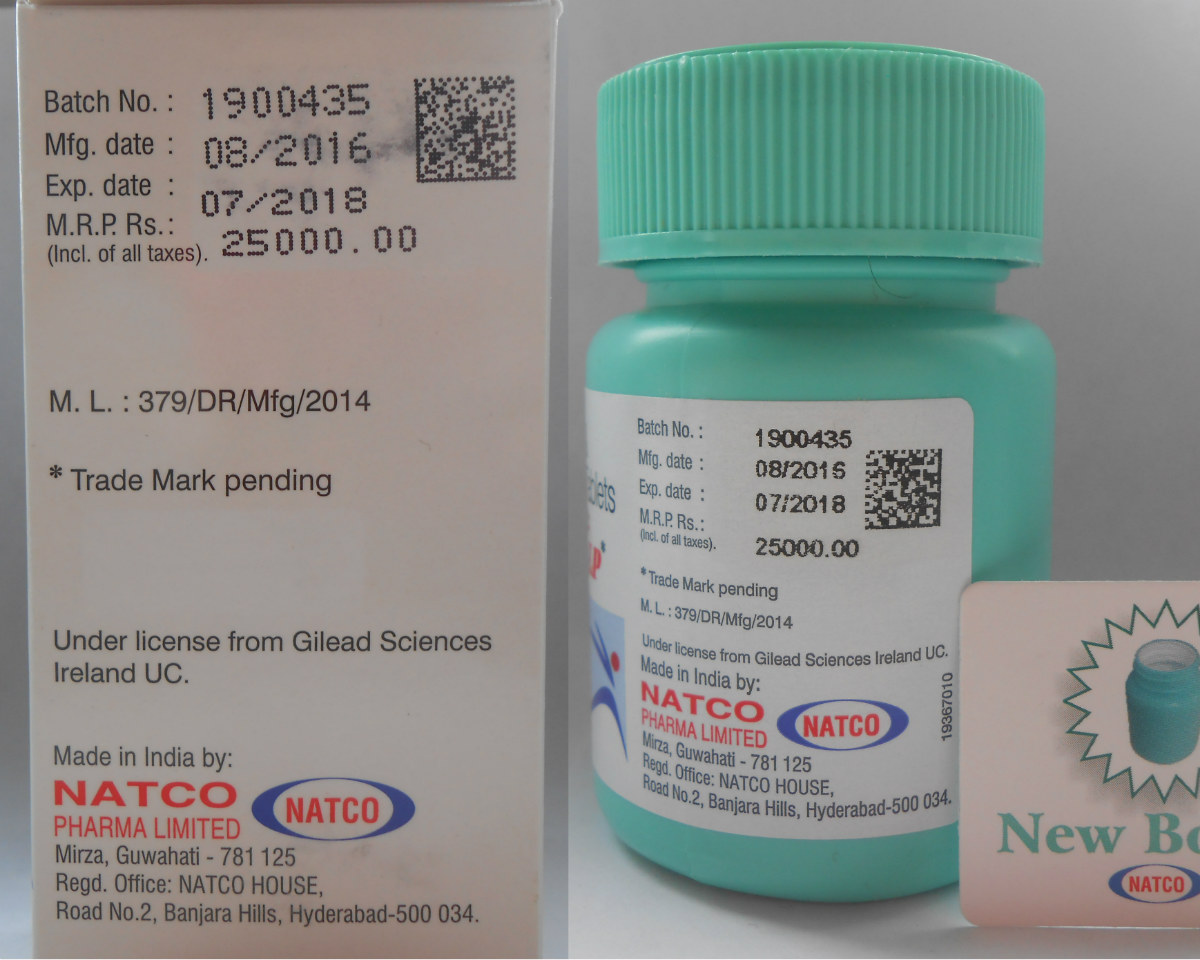 Batch No. : 1900435
Mfg. date : 08/2016
Exp. date : 07/2018
M.R.P. Rs.: 25000.00
(Incl. of all taxes).
M. L. : 379/DR/Mfg/2014
* Trade Mark pending
Under license from Gilead Sciences
Ireland UC.
Made in India by:
NATCO
PHARMA LIMITED
NATCO
Mirza, Guwahati - 781 125
Regd. Office: NATCO HOUSE,
Road No.2, Banjara Hills, Hyderabad-500 034.
Batch No. : 1900435
Mfg. date : 08/2016
Exp. date : 07/2018
M.R.P. Rs.: 25000.00
(Incl. of all taxes).
*Trade Mark pending
M. L. : 379/DR/Mfg/2014
Under license from Gilead Sciences Ireland UC.
Made in India by:
NATCO
PHARMA LIMITED
NATCO
Mirza, Guwahati - 781 125
Regd. Office: NATCO HOUSE,
Road No.2, Banjara Hills, Hyderabad-500 034.
19367010
New
NATCO